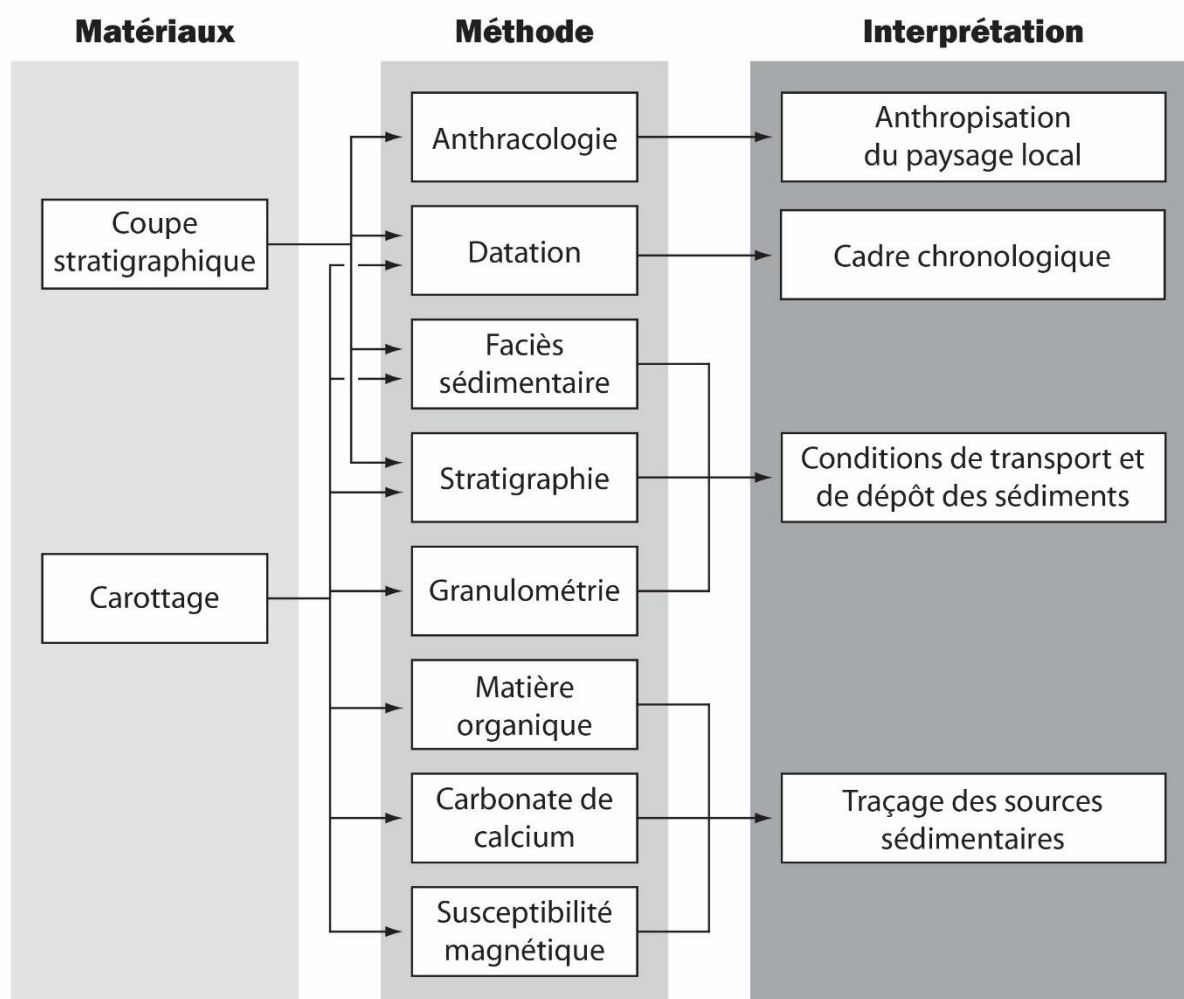 Matériaux
Méthode
Interprétation
Coupe
stratigraphique
Carottage
Anthracologie
Datation
Faciès
sédimentaire
Stratigraphie
Granulométrie
Matière
organique
Carbonate de
calcium
Susceptibilité
magnétique
Anthropisation
du paysage local
Cadre chronologique
Conditions de transport et
de dépôt des sédiments
Traçage des sources
sédimentaires